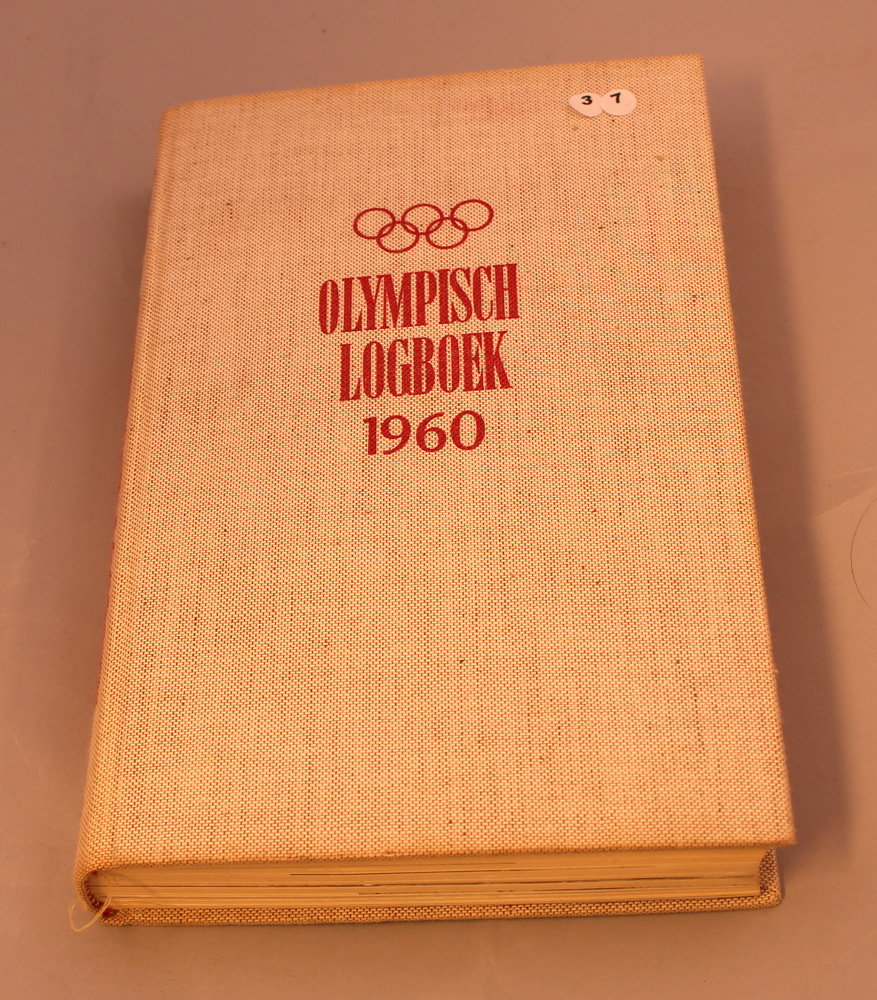 3 7
OLYMPISCH
LOGBOEK
1960